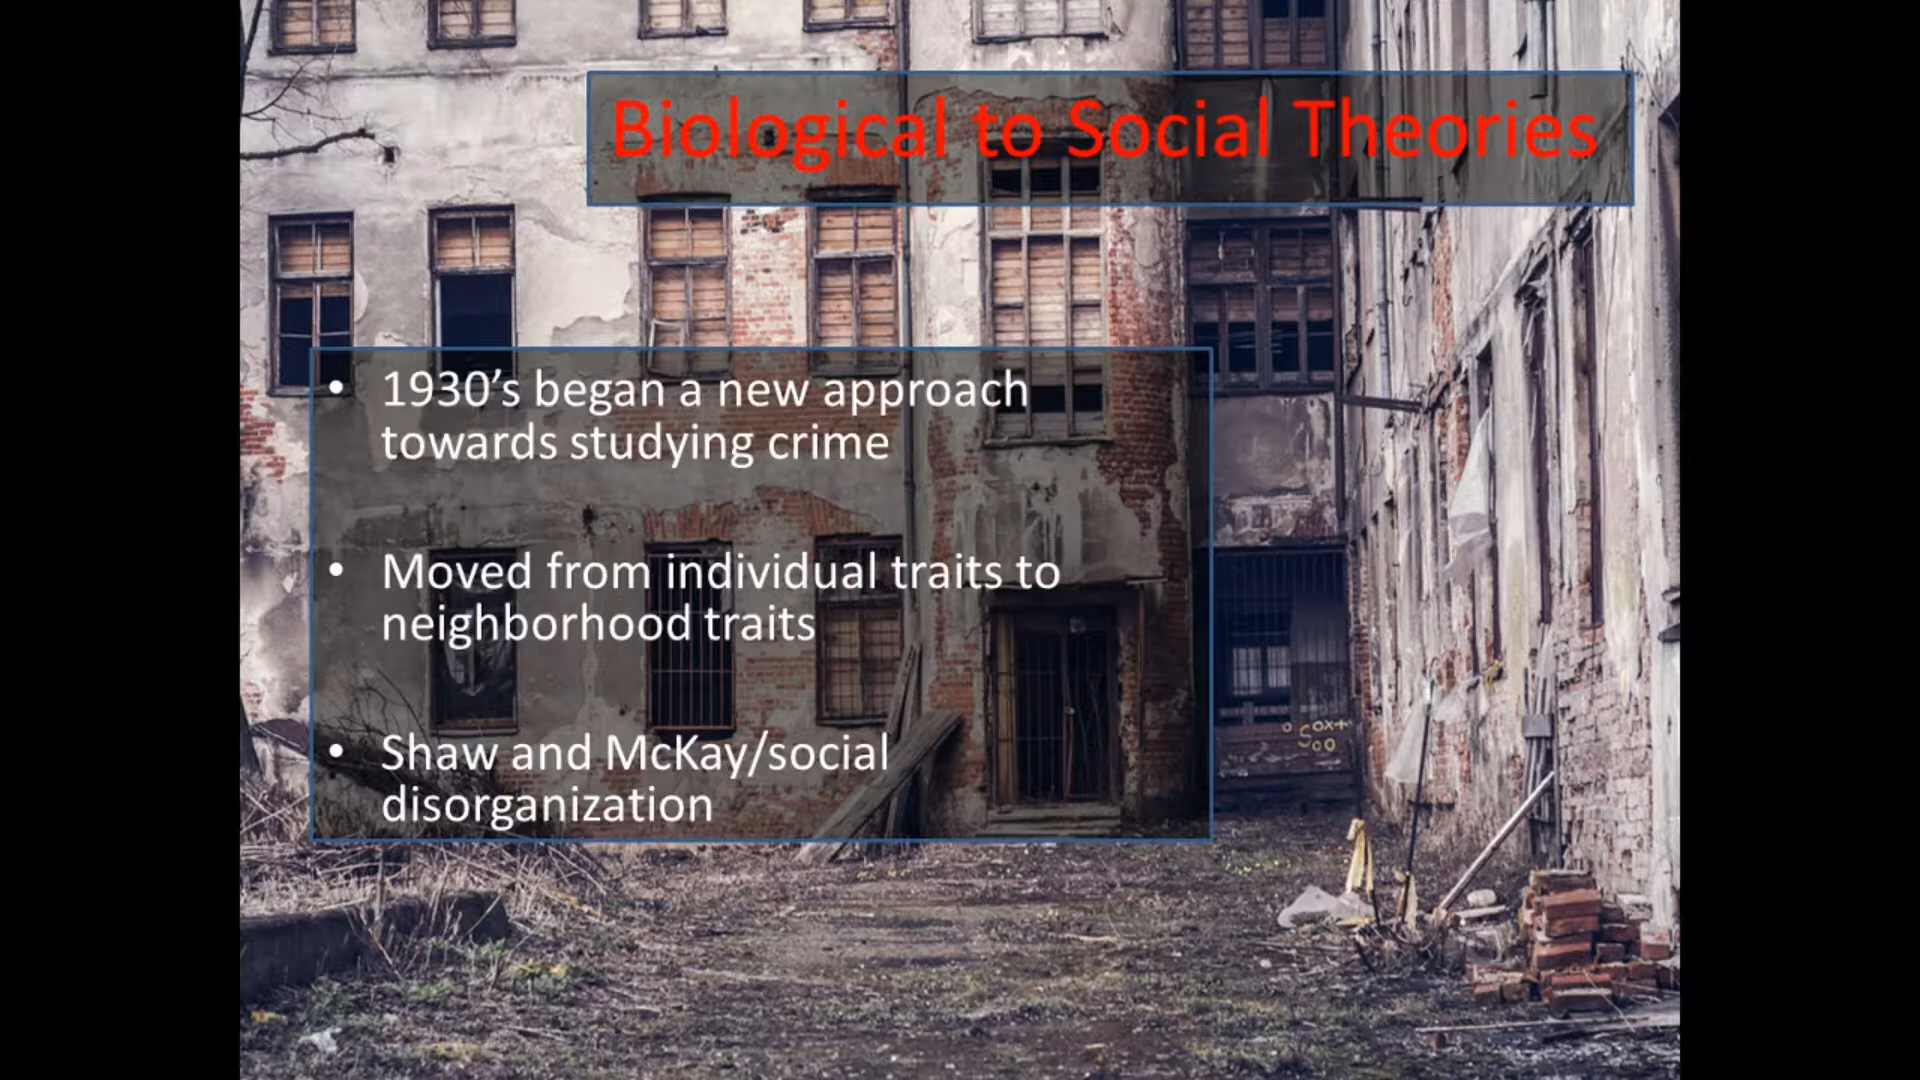 Biological to Social Theories
• 1930’s began a new approach
towards studying crime
• Moved from individual traits to
neighborhood traits
• Shaw and McKay/social
disorganization